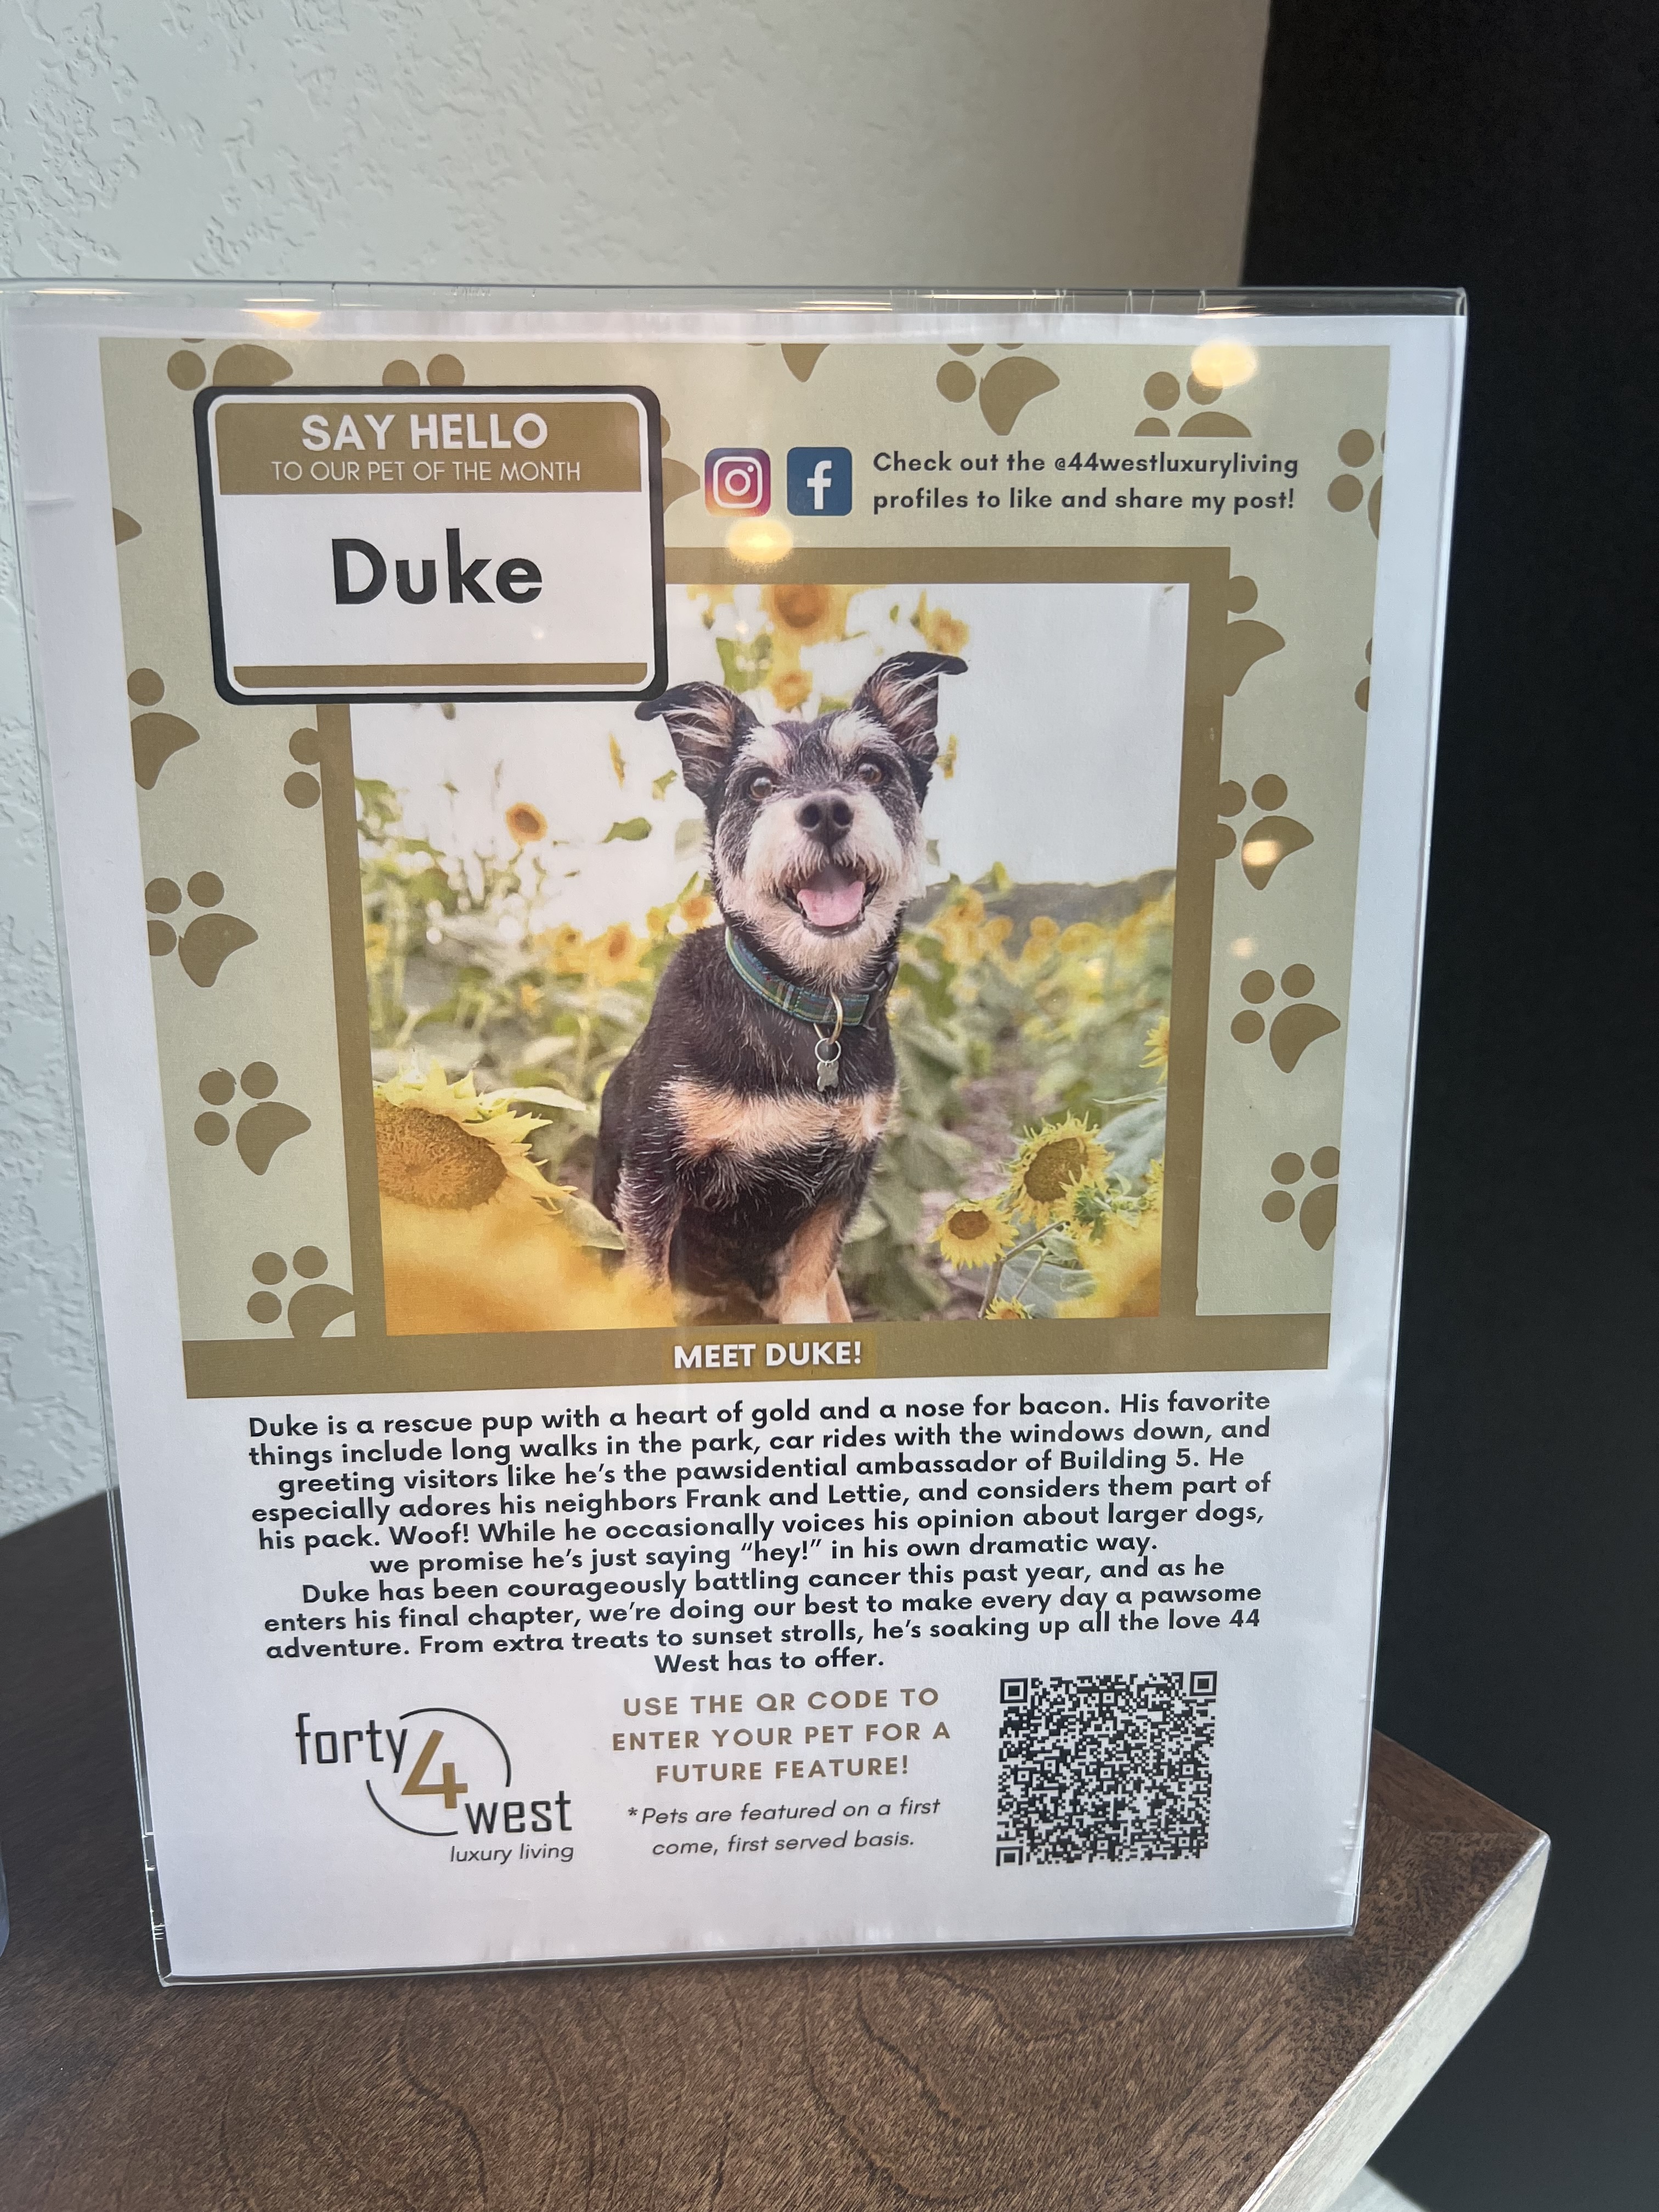 SAY HELLO
TO OUR PET OF THE MONTH
Duke
Check out the @44westluxuryliving
profiles to like and share my post!
MEET DUKE!
Duke is a rescue pup with a heart of gold and a nose for bacon. His favorite
things include long walks in the park, car rides with the windows down, and
greeting visitors like he's the pawsidential ambassador of Building 5. He
especially adores his neighbors Frank and Lettie, and considers them part of
his pack. Woof! While he occasionally voices his opinion about larger dogs,
we promise he's just saying "hey!" in his own dramatic way.
Duke has been courageously battling cancer this past year, and as he
enters his final chapter, we're doing our best to make every day a pawsome
adventure. From extra treats to sunset strolls, he's soaking up all the love 44
West has to offer.
forty
4
west
luxury living
USE THE QR CODE TO
ENTER YOUR PET FOR A
FUTURE FEATURE!
*Pets are featured on a first
come, first served basis.